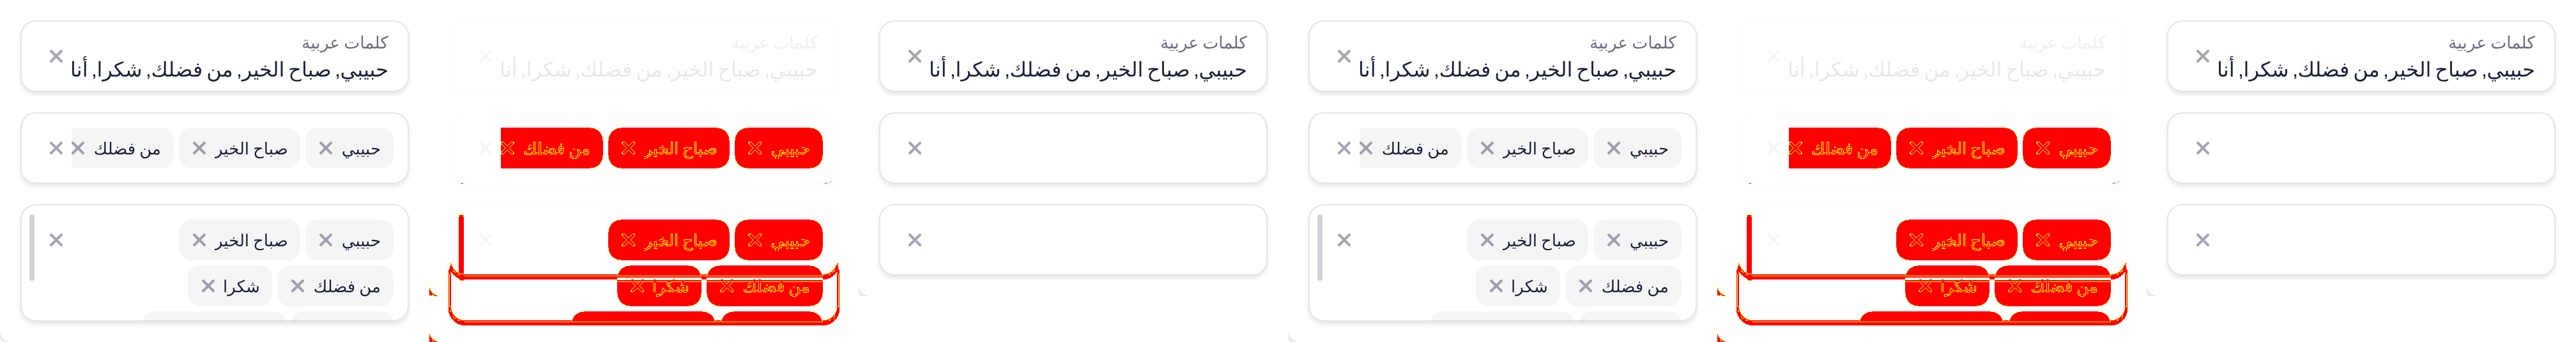 كلمات عربية
حبيبي, صباح الخير, من فضلك, شكرا, أنا
حبيبي صباح الخير من فضلك
حبيبي صباح الخير
من فضلك شكرا
كلمات عربية
حبيبي, صباح الخير, من فضلك, شكرا, أنا
حبيبي صباح الخير من فضلك
حبيبي صباح الخير
من فضلك شكرا
كلمات عربية
حبيبي, صباح الخير, من فضلك, شكرا, أنا
كلمات عربية
حبيبي, صباح الخير, من فضلك, شكرا, أنا
حبيبي صباح الخير من فضلك
حبيبي صباح الخير
من فضلك شكرا
كلمات عربية
حبيبي, صباح الخير, من فضلك, شكرا, أنا
حبيبي صباح الخير من فضلك
حبيبي صباح الخير
من فضلك شكرا
كلمات عربية
حبيبي, صباح الخير, من فضلك, شكرا, أنا